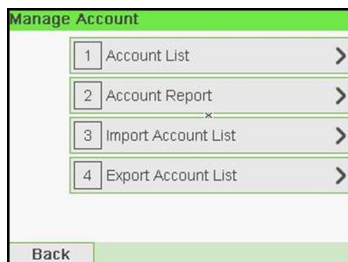 Manage Account
1 Account List
2 Account Report
3 Import Account List
4 Export Account List
Back